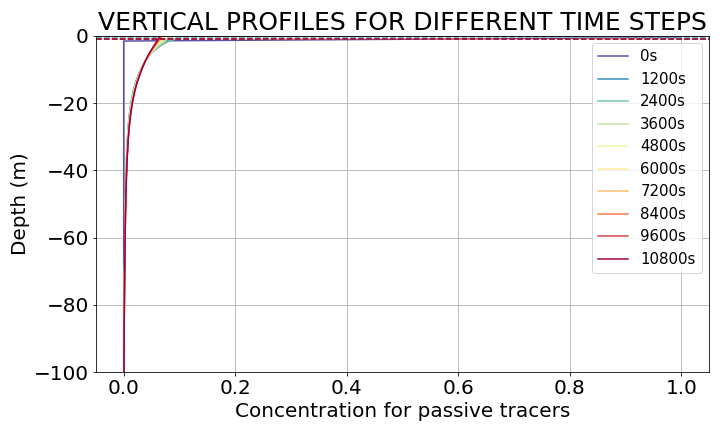 VERTICAL PROFILES FOR DIFFERENT TIME STEPS
0
−20
−40
−60
−80
−100
Depth (m)
0s
1200s
2400s
3600s
4800s
6000s
7200s
8400s
9600s
10800s
0.0 0.2 0.4 0.6 0.8 1.0
Concentration for passive tracers